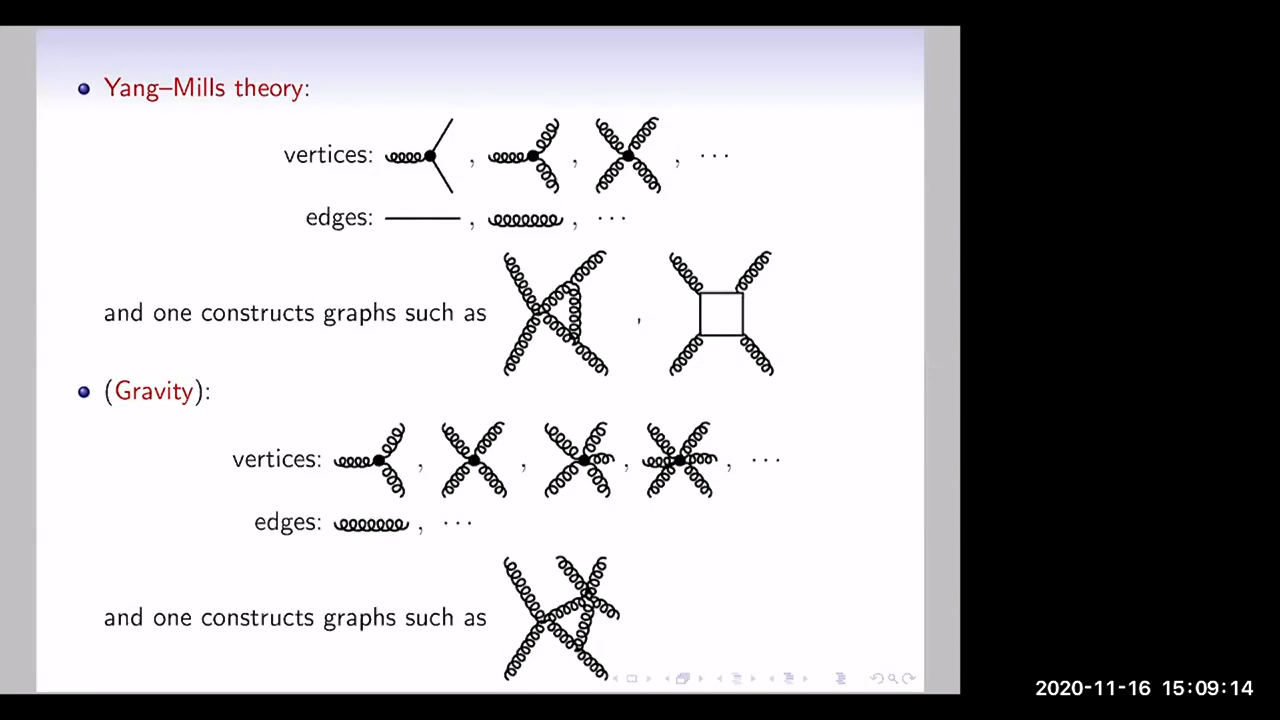 Yang–Mills theory:
vertices: , , , ···
edges: , , ···
and one constructs graphs such as ,
(Gravity):
vertices: , , , , ···
edges: , ···
and one constructs graphs such as
2020-11-16 15:09:14